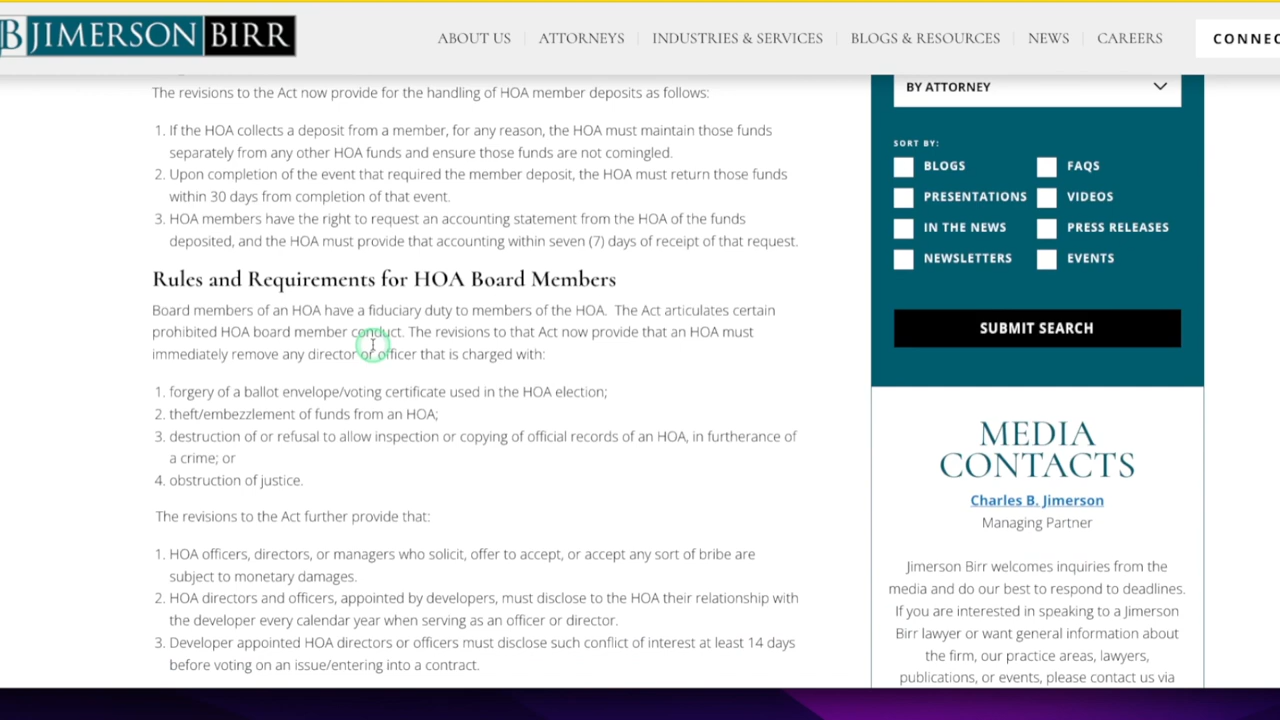 B JIMERSON BIRR
ABOUT US
ATTORNEYS
INDUSTRIES & SERVICES
BLOGS & RESOURCES
NEWS
CAREERS
CONNEC
The revisions to the Act now provide for the handling of HOA member deposits as follows:
1. If the HOA collects a deposit from a member, for any reason, the HOA must maintain those funds
separately from any other HOA funds and ensure those funds are not comingled.
2. Upon completion of the event that required the member deposit, the HOA must return those funds
within 30 days from completion of that event.
3. HOA members have the right to request an accounting statement from the HOA of the funds
deposited, and the HOA must provide that accounting within seven (7) days of receipt of that request.
Rules and Requirements for HOA Board Members
Board members of an HOA have a fiduciary duty to members of the HOA. The Act articulates certain
prohibited HOA board member conduct. The revisions to that Act now provide that an HOA must
immediately remove any director or officer that is charged with:
1. forgery of a ballot envelope/voting certificate used in the HOA election;
2. theft/embezzlement of funds from an HOA;
3. destruction of or refusal to allow inspection or copying of official records of an HOA, in furtherance of
a crime; or
4. obstruction of justice.
The revisions to the Act further provide that:
1. HOA officers, directors, or managers who solicit, offer to accept, or accept any sort of bribe are
subject to monetary damages.
2. HOA directors and officers, appointed by developers, must disclose to the HOA their relationship with
the developer every calendar year when serving as an officer or director.
3. Developer appointed HOA directors or officers must disclose such conflict of interest at least 14 days
before voting on an issue/entering into a contract.
BY ATTORNEY
SORT BY:
BLOGS
FAQS
PRESENTATIONS
VIDEOS
IN THE NEWS
PRESS RELEASES
NEWSLETTERS
EVENTS
SUBMIT SEARCH
MEDIA
CONTACTS
Charles B. Jimerson
Managing Partner
Jimerson Birr welcomes inquiries from the
media and do our best to respond to deadlines.
If you are interested in speaking to a Jimerson
Birr lawyer or want general information about
the firm, our practice areas, lawyers,
publications, or events, please contact us via